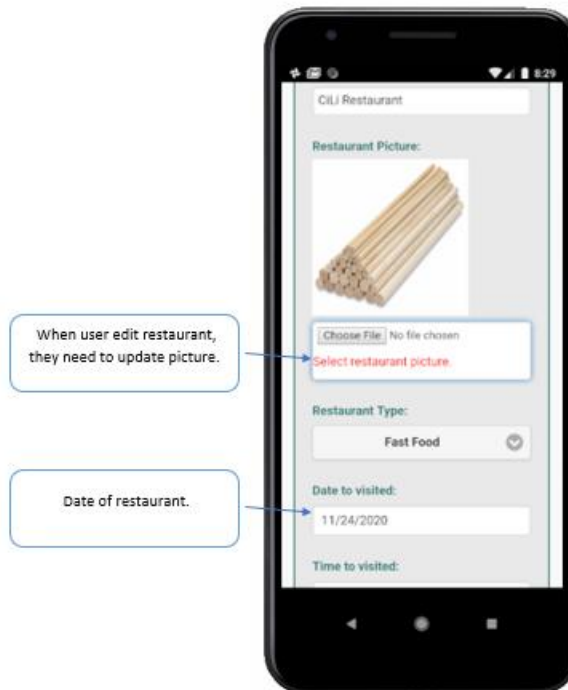 8:29
CiLi Restaurant
Restaurant Picture:
Choose File No file chosen
Select restaurant picture.
When user edit restaurant,
they need to update picture.
Restaurant Type:
Fast Food
Date to visited:
11/24/2020
Date of restaurant.
Time to visited: